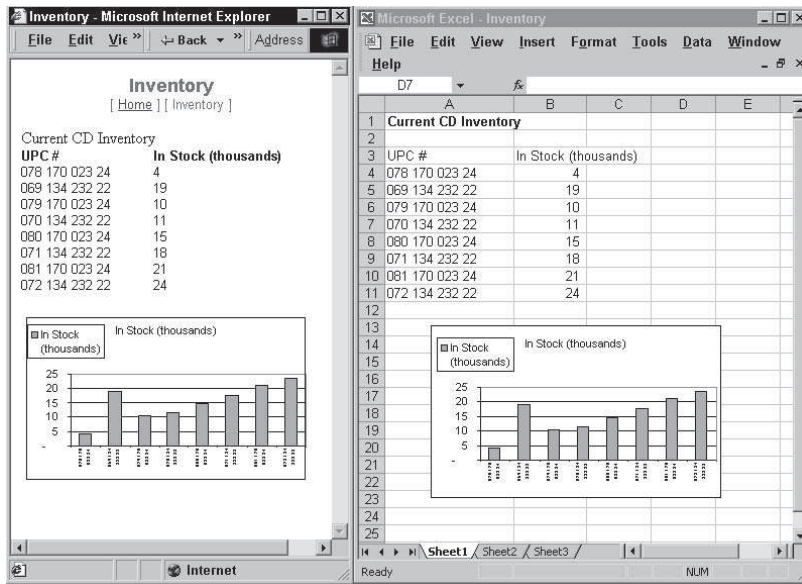 Inventory - Microsoft Internet Explorer
File Edit Vie » Back » Address
Inventory
[ Home ] [ Inventory ]
Current CD Inventory
UPC # In Stock (thousands)
078 170 023 24 4
069 134 232 22 19
079 170 023 24 10
070 134 232 22 11
080 170 023 24 15
071 134 232 22 18
081 170 023 24 21
072 134 232 22 24
In Stock (thousands)
In Stock (thousands)
25
20
15
10
5
-
Internet
Microsoft Excel - Inventory
File Edit View Insert Format Tools Data Window
Help
D7 fx
A B C D E
1 Current CD Inventory
2
3 UPC # In Stock (thousands)
4 078 170 023 24 4
5 069 134 232 22 19
6 079 170 023 24 10
7 070 134 232 22 11
8 080 170 023 24 15
9 071 134 232 22 18
10 081 170 023 24 21
11 072 134 232 22 24
12
13
14
15
16
17
18
19
20
21
22
23
24
25
In Stock (thousands)
In Stock (thousands)
25
20
15
10
5
-
Sheet1 Sheet2 Sheet3
Ready NUM